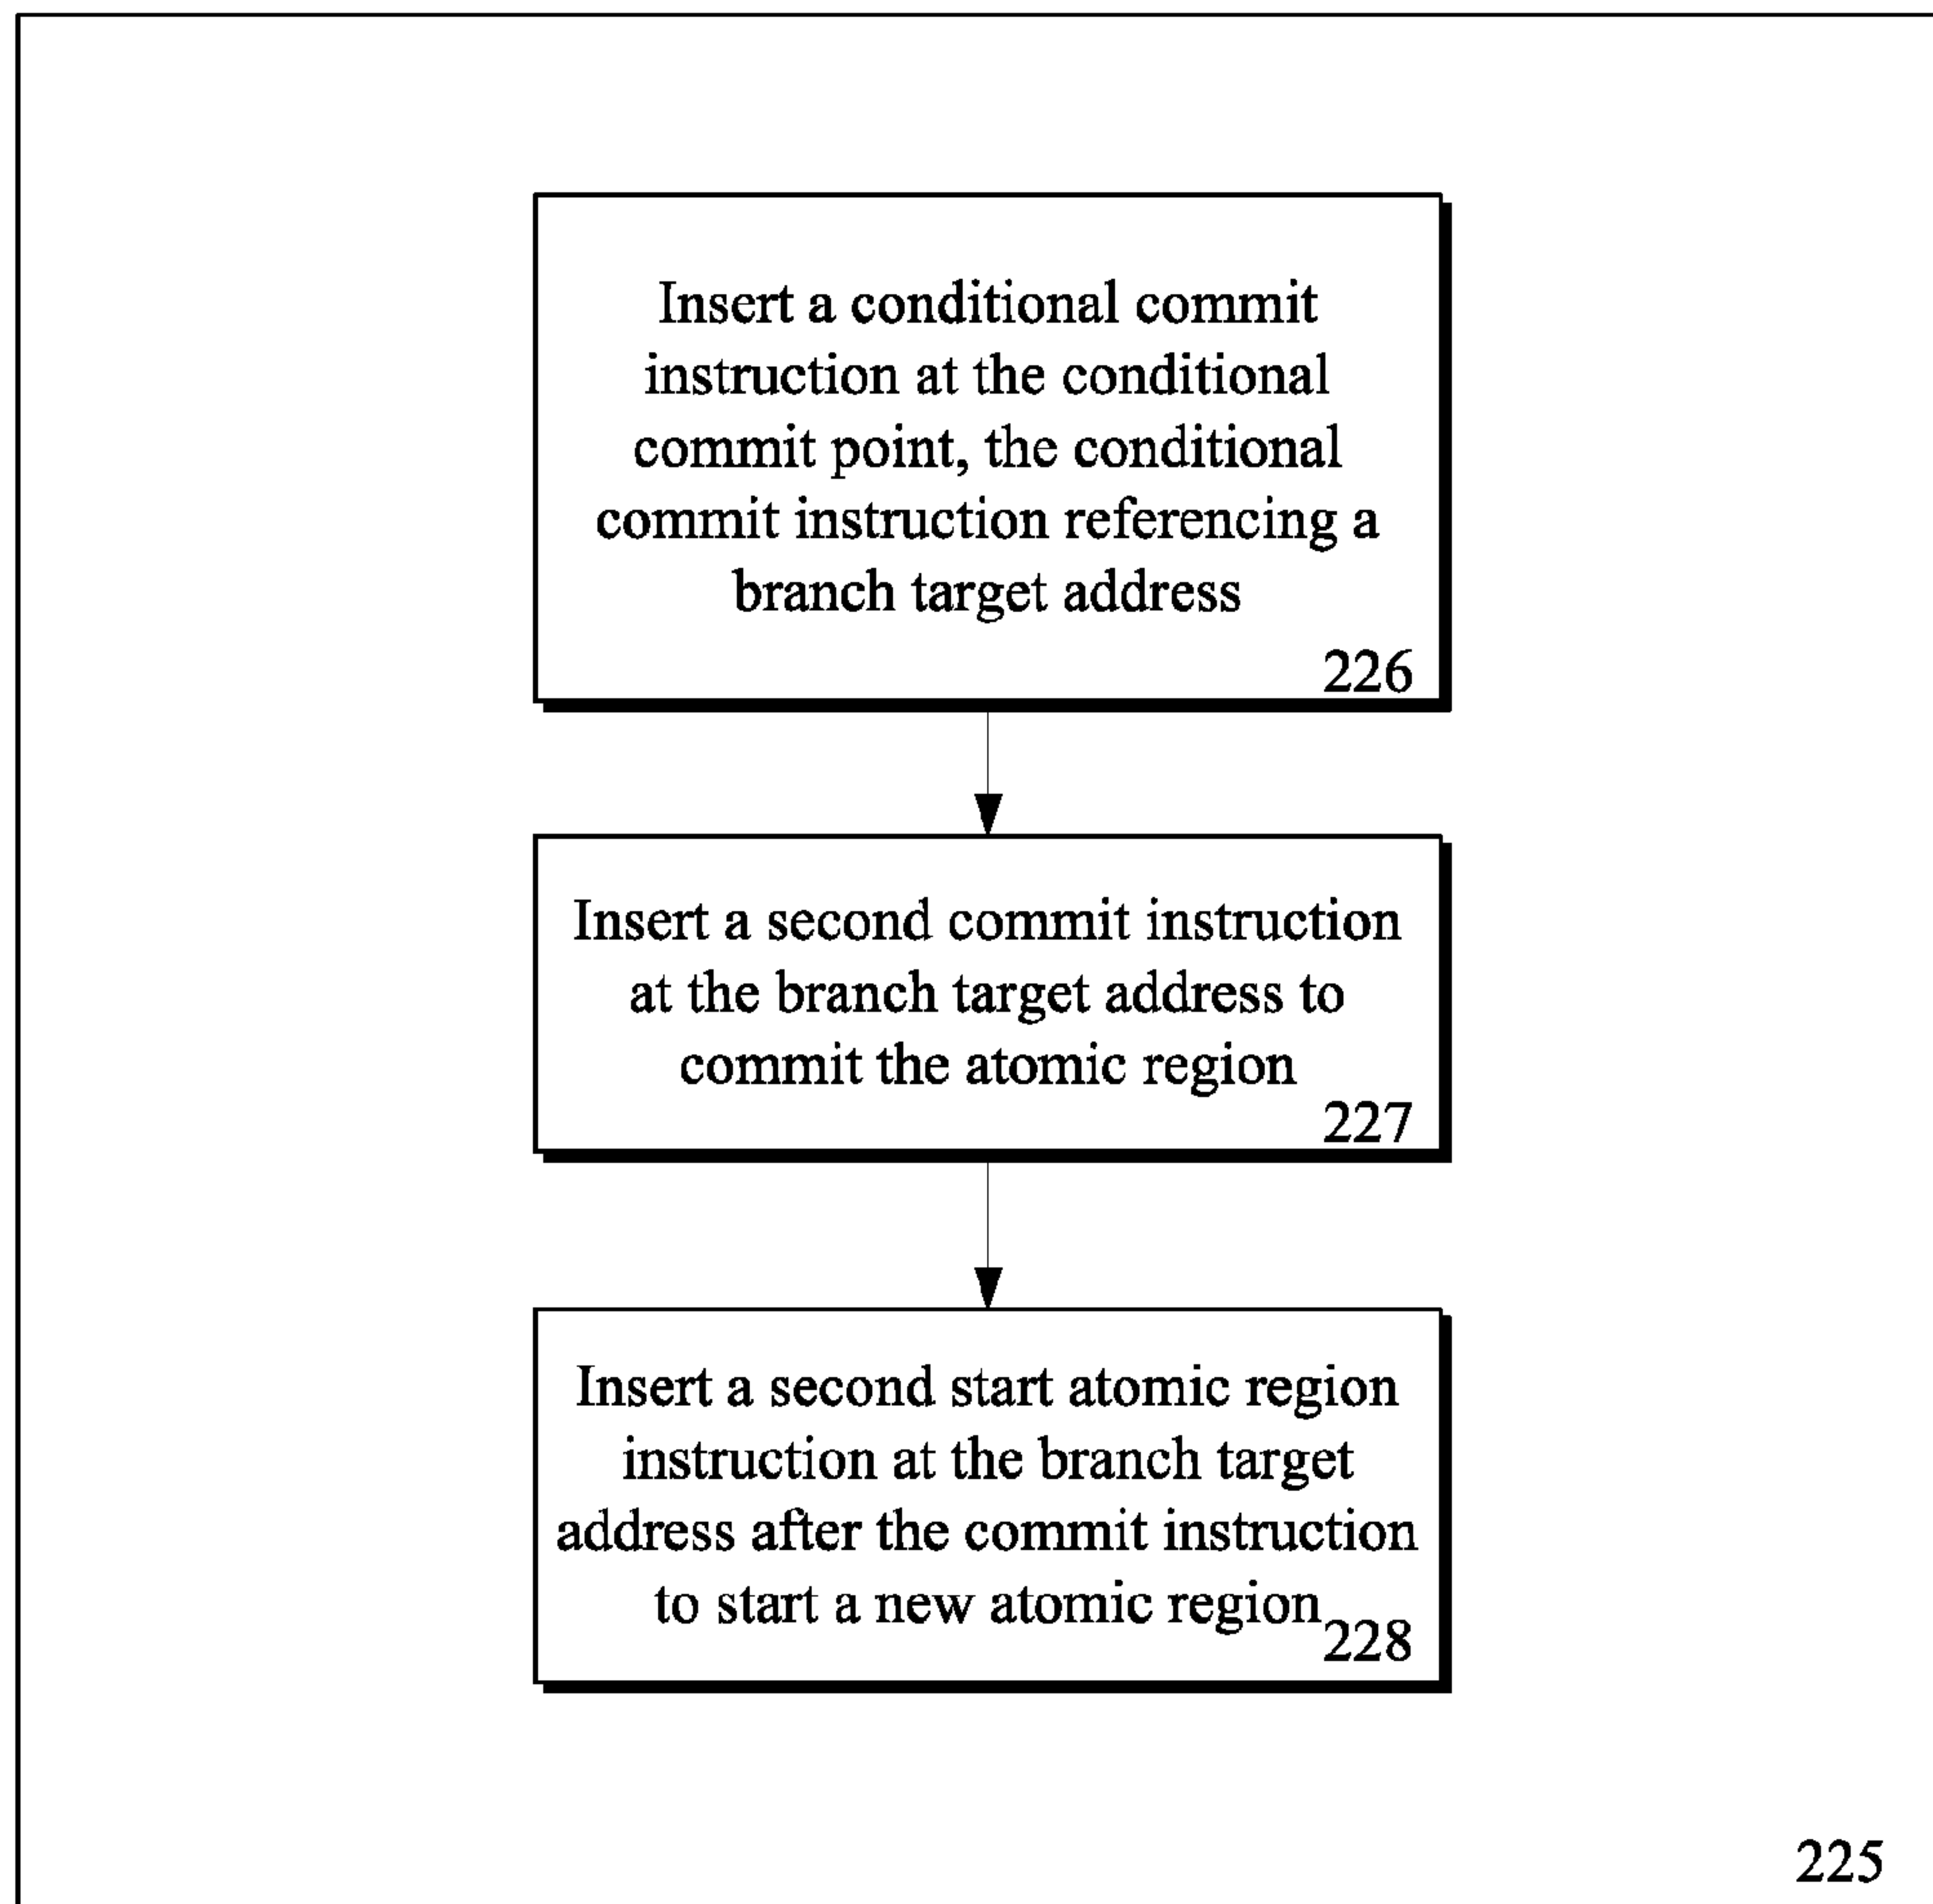 Insert a conditional commit
instruction at the conditional
commit point, the conditional
commit instruction referencing a
branch target address
226
Insert a second commit instruction
at the branch target address to
commit the atomic region
227
Insert a second start atomic region
instruction at the branch target
address after the commit instruction
to start a new atomic region
228
225